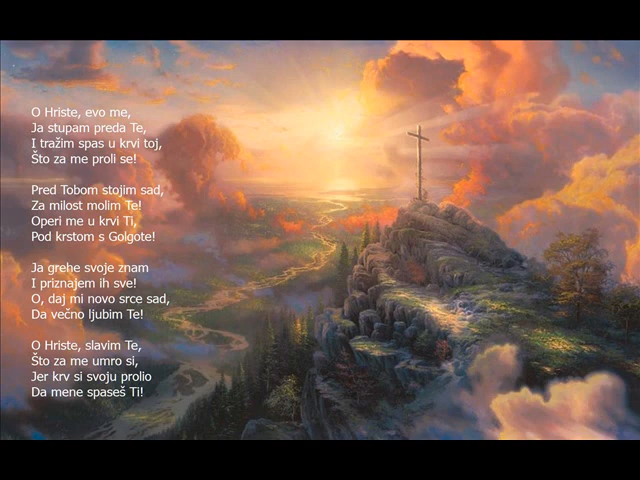 O Hriste, evo me,
Ja stupam preda Te,
I tražim spas u krvi toj,
Što za me proli se!

Pred Tobom stojim sad,
Za milost molim Te!
Operi me u krvi Ti,
Pod krstom s Golgote!

Ja grehe svoje znam
I priznajem ih sve!
O, daj mi novo srce sad,
Da večno ljubim Te!

O Hriste, slavim Te,
Što za me umro si,
Jer krv si svoju prolio
Da mene spaseš Ti!